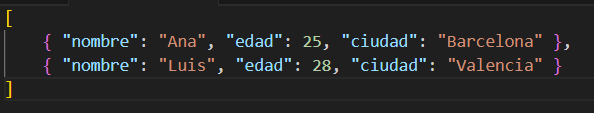 [
    { "nombre": "Ana", "edad": 25, "ciudad": "Barcelona" },
    { "nombre": "Luis", "edad": 28, "ciudad": "Valencia" }
]